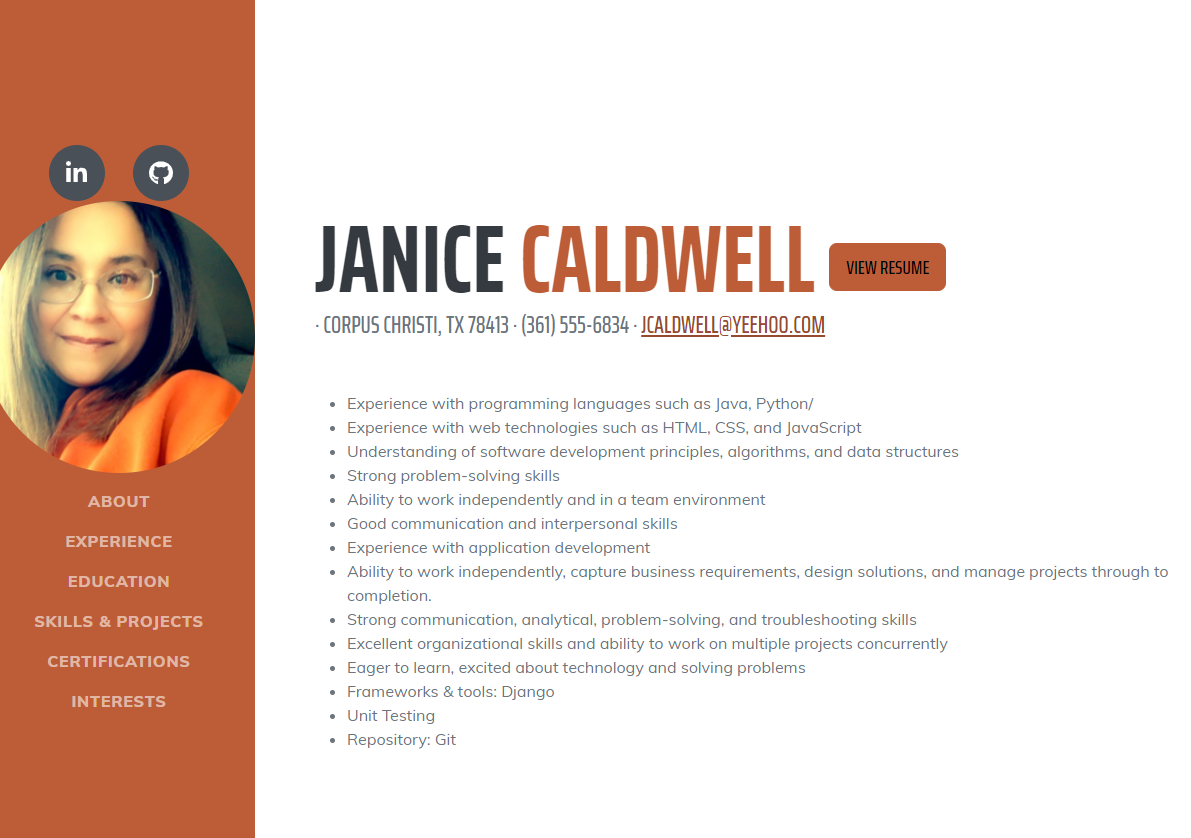 in
JANICE CALDWELL VIEW RESUME
· CORPUS CHRISTI, TX 78413 · (361) 555-6834 · JCALDWELL@YEEHOO.COM
ABOUT
EXPERIENCE
EDUCATION
SKILLS & PROJECTS
CERTIFICATIONS
INTERESTS
• Experience with programming languages such as Java, Python/
• Experience with web technologies such as HTML, CSS, and JavaScript
• Understanding of software development principles, algorithms, and data structures
• Strong problem-solving skills
• Ability to work independently and in a team environment
• Good communication and interpersonal skills
• Experience with application development
• Ability to work independently, capture business requirements, design solutions, and manage projects through to
completion.
• Strong communication, analytical, problem-solving, and troubleshooting skills
• Excellent organizational skills and ability to work on multiple projects concurrently
• Eager to learn, excited about technology and solving problems
• Frameworks & tools: Django
• Unit Testing
• Repository: Git